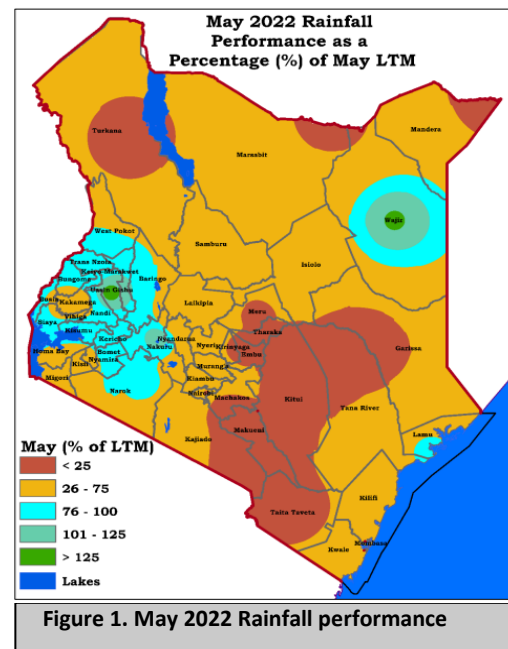 May 2022 Rainfall
Performance as a
Percentage (%) of May LTM
Mandera
Turkana
Marsabit
Wajir
West Pokot
Samburu
Isiolo
Trans Nzoia
Elgeyo Marakwet
Baringo
Bungoma
Uasin Gishu
Laikipia
Busia
Kakamega
Meru
Vihiga
Nandi
Siaya
Kisumu
Nyandarua
Tharaka
Kericho
Nakuru
Garissa
Homa Bay
Bomet
Nyeri
Kirinyaga
Embu
Nyamira
Kisii
Murang'a
Migori
Narok
Kiambu
Kitui
Nairobi
Machakos
Tana River
Lamu
Kajiado
Makueni
Kilifi
Taita Taveta
Mombasa
Kwale
May (% of LTM)
< 25
26 - 75
76 - 100
101 - 125
> 125
Lakes
Figure 1. May 2022 Rainfall performance